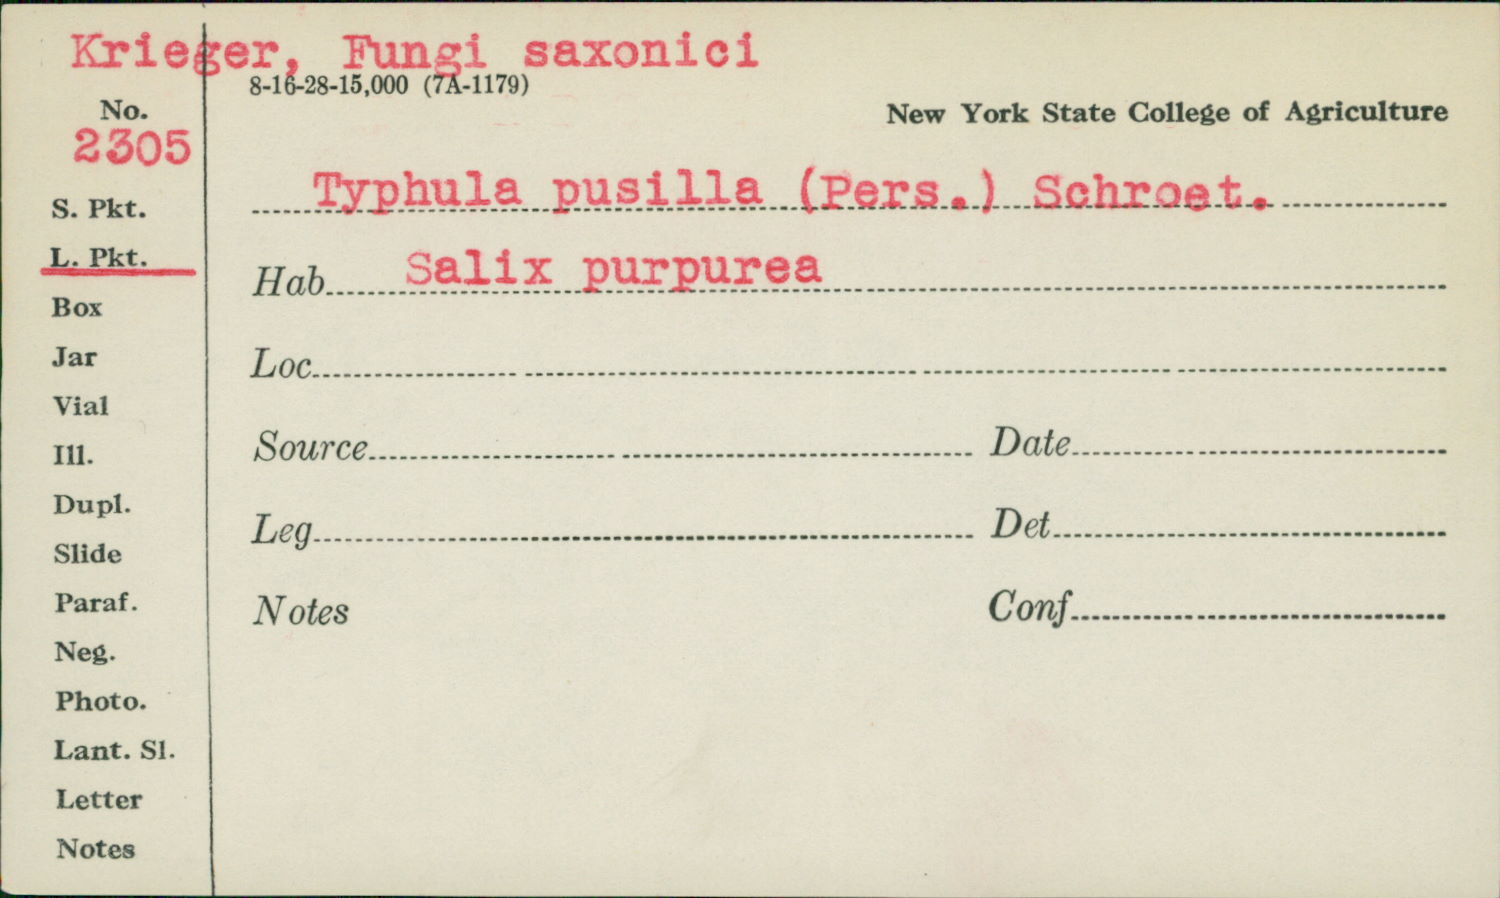 Krieger, Fungi saxonici
8-16-28-15,000 (7A-1179)
No.
New York State College of Agriculture
2305
Typhula pusilla (Pers.) Schroet.
S. Pkt.
L. Pkt.
Hab. Salix purpurea
Box
Jar
Loc.
Vial
Ill.
Source
Date
Dupl.
Slide
Leg.
Det.
Paraf.
Notes
Conf.
Neg.
Photo.
Lant. Sl.
Letter
Notes